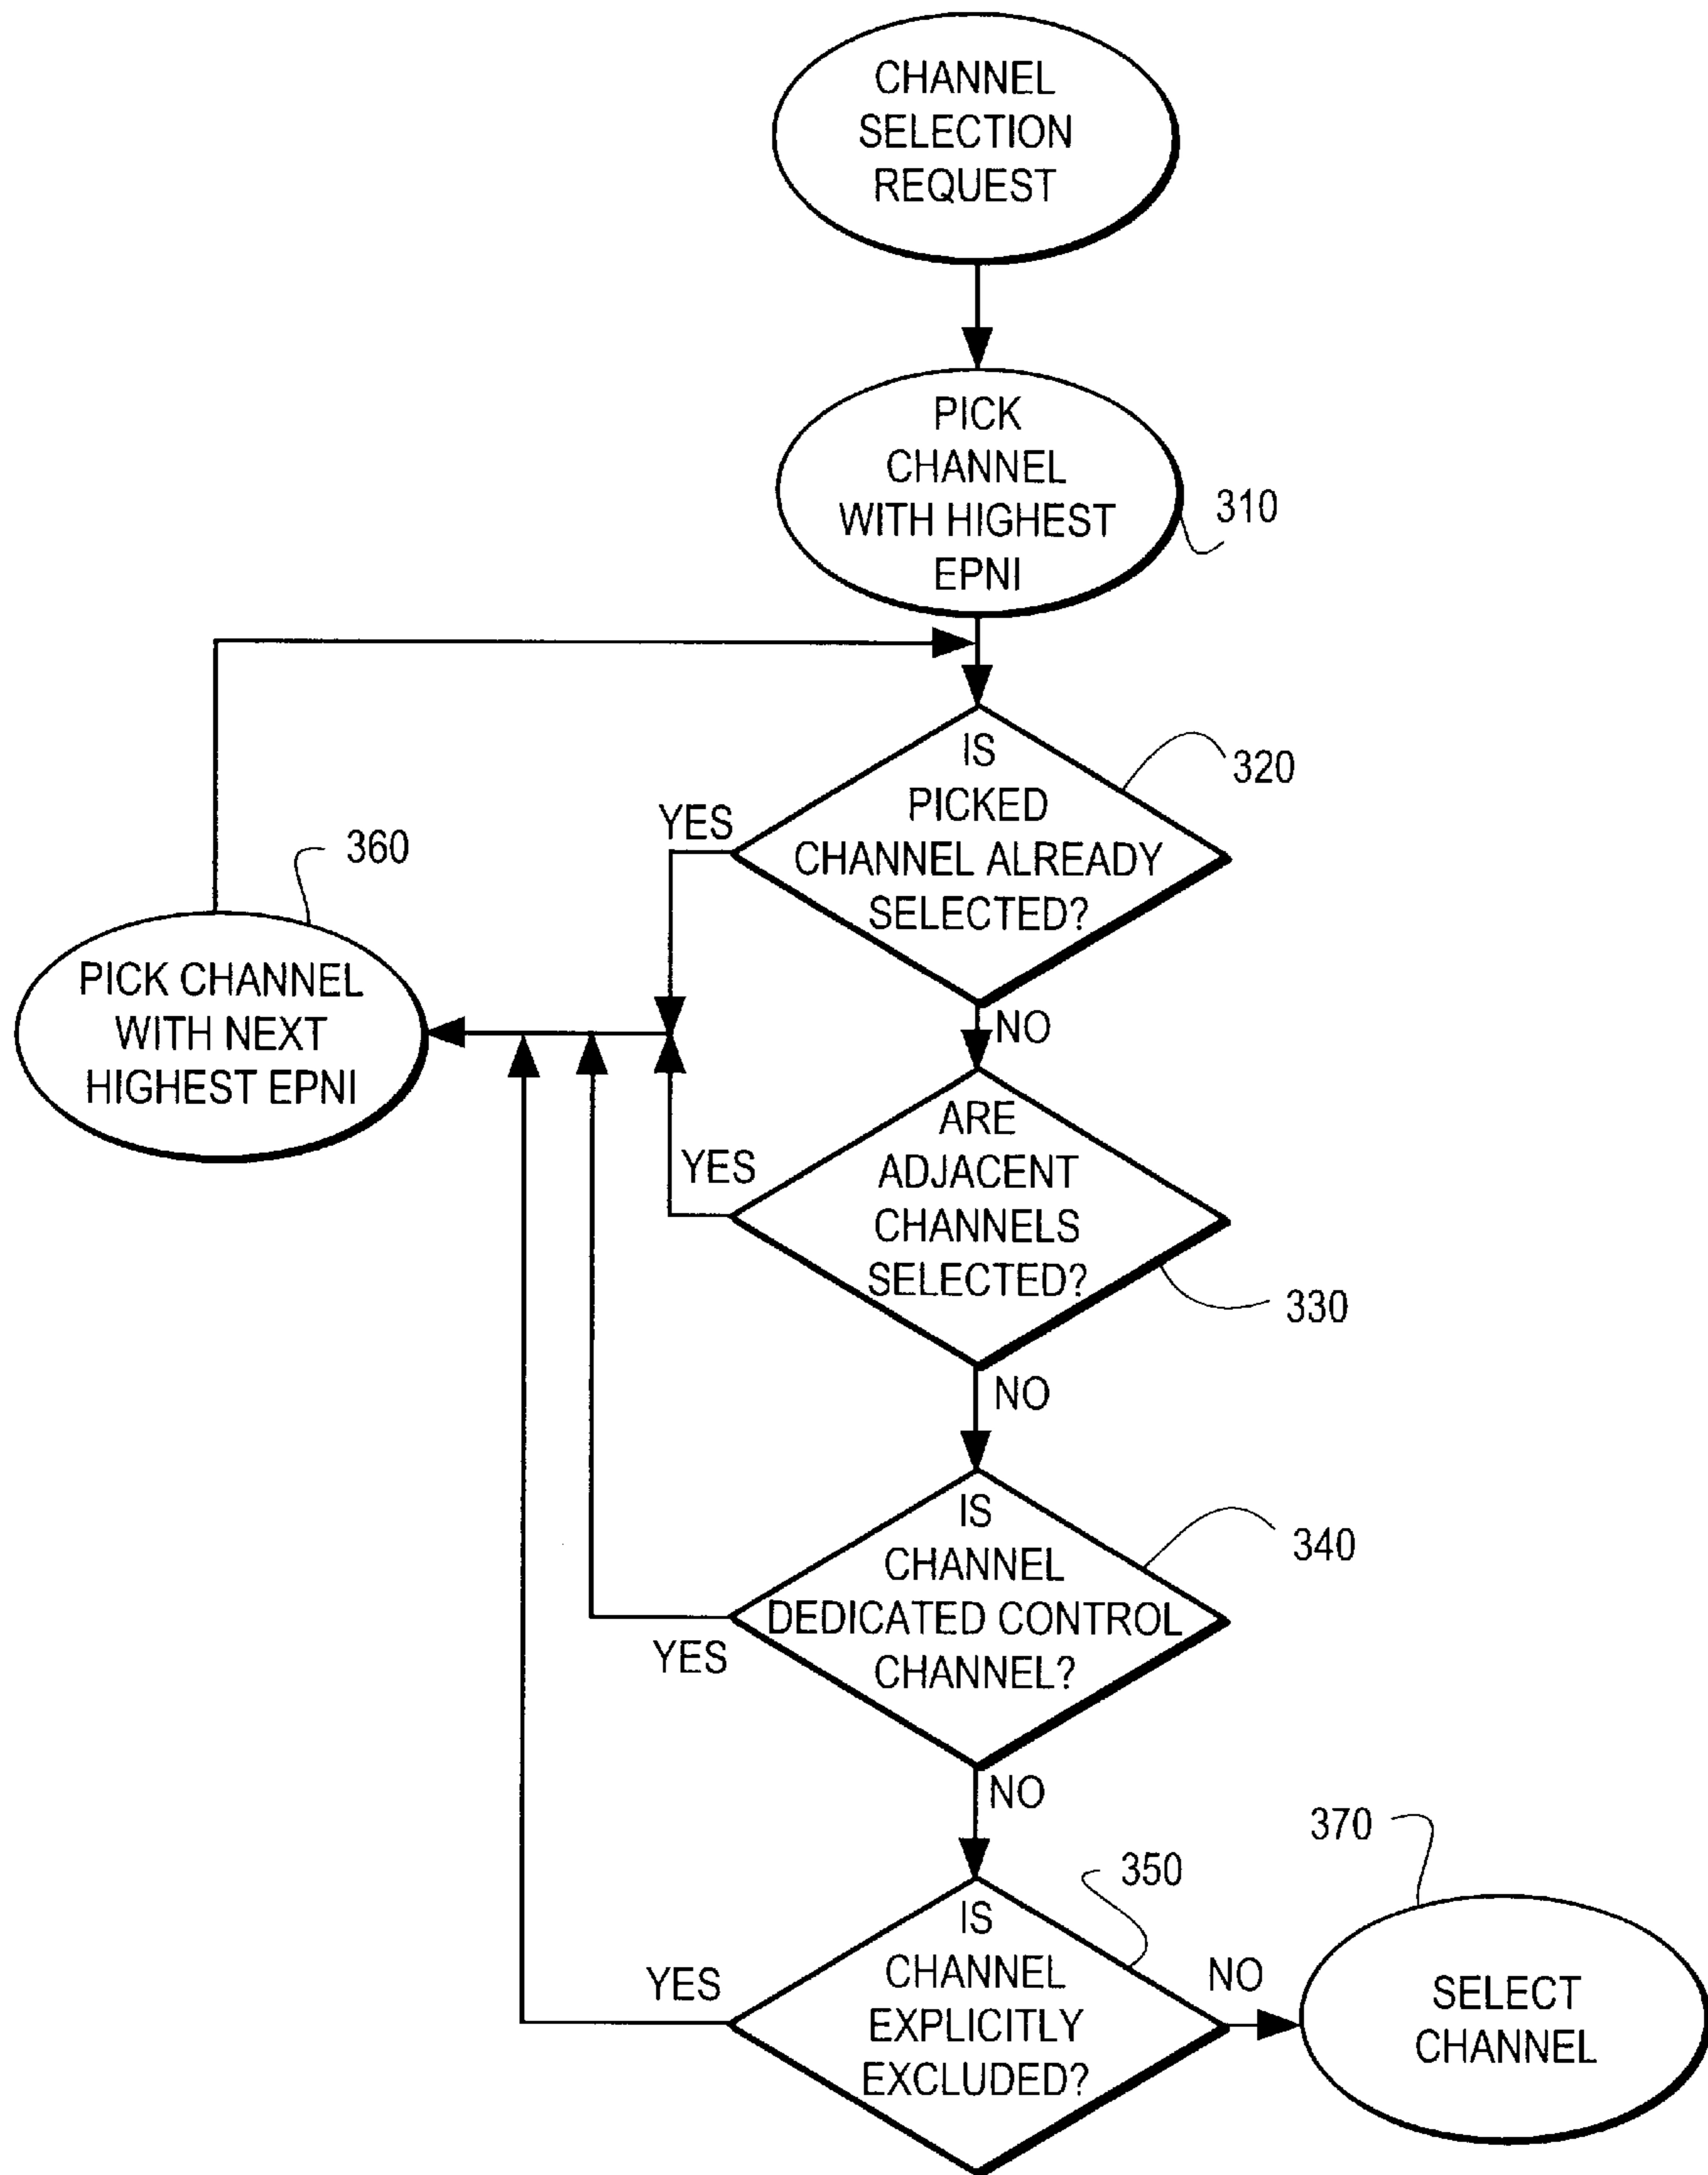 CHANNEL
SELECTION
REQUEST
PICK
CHANNEL
WITH HIGHEST
EPNI
310
IS
PICKED
CHANNEL ALREADY
SELECTED?
320
YES
360
PICK CHANNEL
WITH NEXT
HIGHEST EPNI
NO
ARE
ADJACENT
CHANNELS
SELECTED?
YES
330
NO
IS
CHANNEL
DEDICATED CONTROL
CHANNEL?
340
YES
NO
370
350
IS
CHANNEL
EXPLICITLY
EXCLUDED?
YES
NO
SELECT
CHANNEL